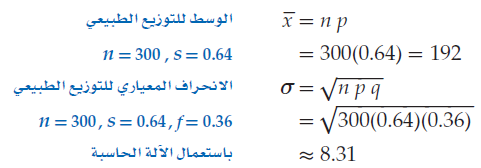 الوسط للتوزيع الطبيعي x̄ = n p
n = 300 , s = 0.64 = 300(0.64) = 192
الانحراف المعياري للتوزيع الطبيعي σ = √(n p q)
n = 300, s = 0.64, f = 0.36 = √(300(0.64)(0.36))
باستعمال الآلة الحاسبة ≈ 8.31